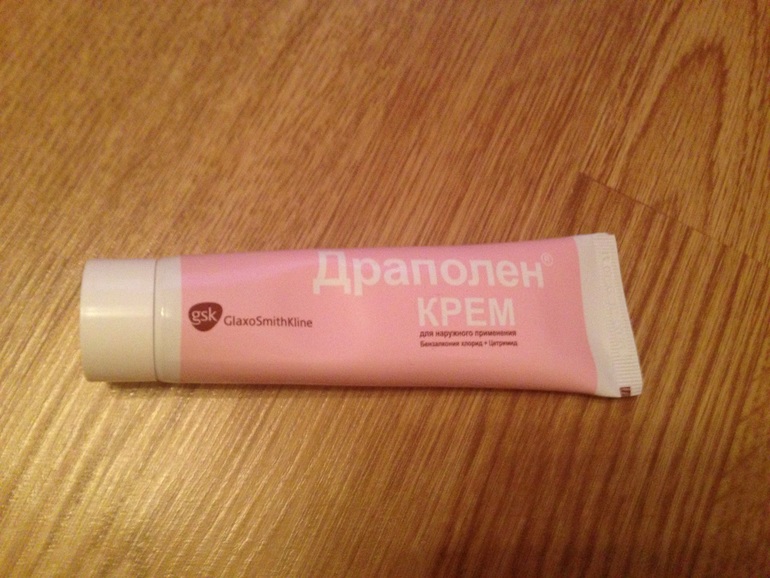 Драполен®
КРЕМ
для наружного применения
Бензалкония хлорид • Цетримид
gsk
GlaxoSmithKline